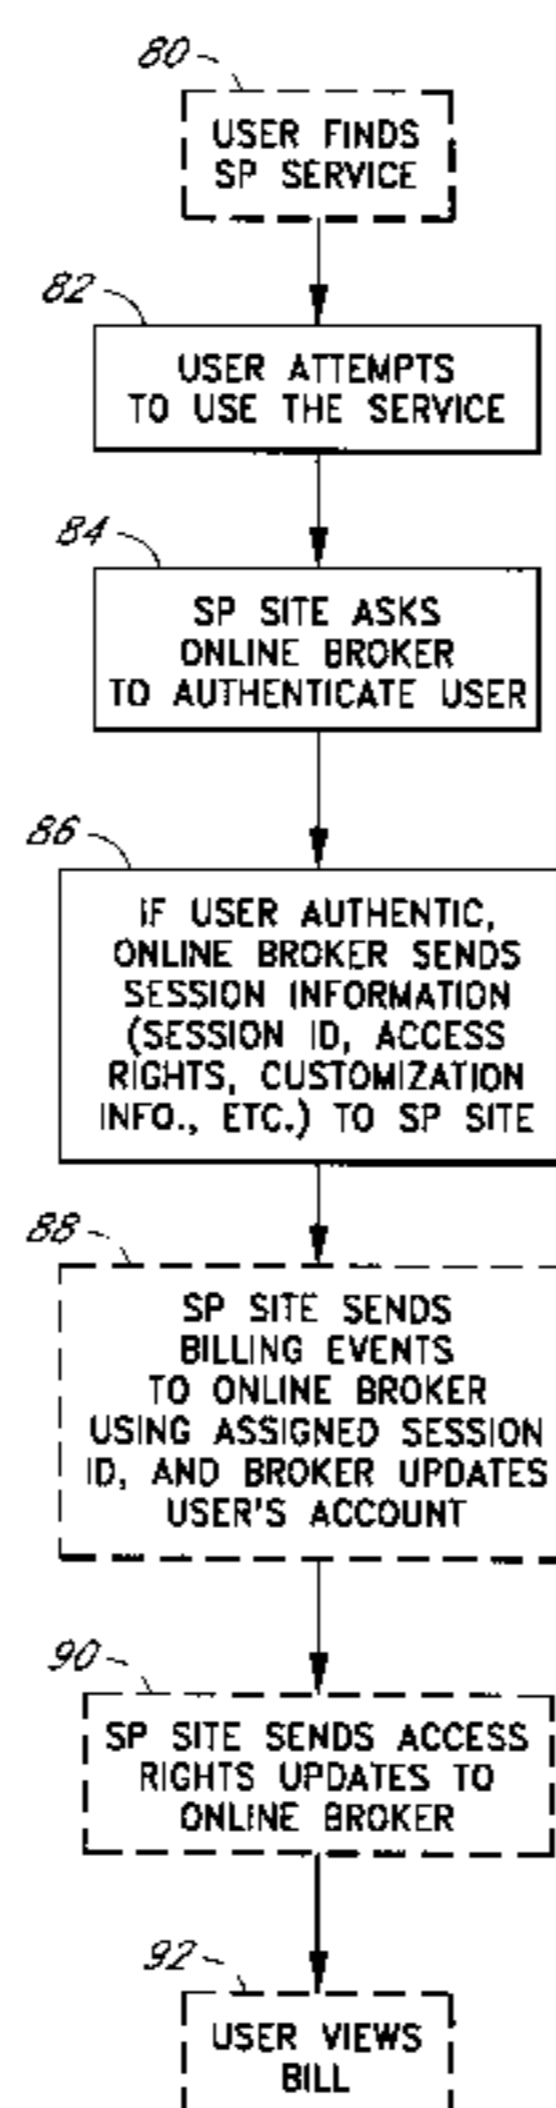 80
USER FINDS
SP SERVICE
82
USER ATTEMPTS
TO USE THE SERVICE
84
SP SITE ASKS
ONLINE BROKER
TO AUTHENTICATE USER
86
IF USER AUTHENTIC,
ONLINE BROKER SENDS
SESSION INFORMATION
(SESSION ID, ACCESS
RIGHTS, CUSTOMIZATION
INFO., ETC.) TO SP SITE
88
SP SITE SENDS
BILLING EVENTS
TO ONLINE BROKER
USING ASSIGNED SESSION
ID, AND BROKER UPDATES
USER'S ACCOUNT
90
SP SITE SENDS ACCESS
RIGHTS UPDATES TO
ONLINE BROKER
92
USER VIEWS
BILL